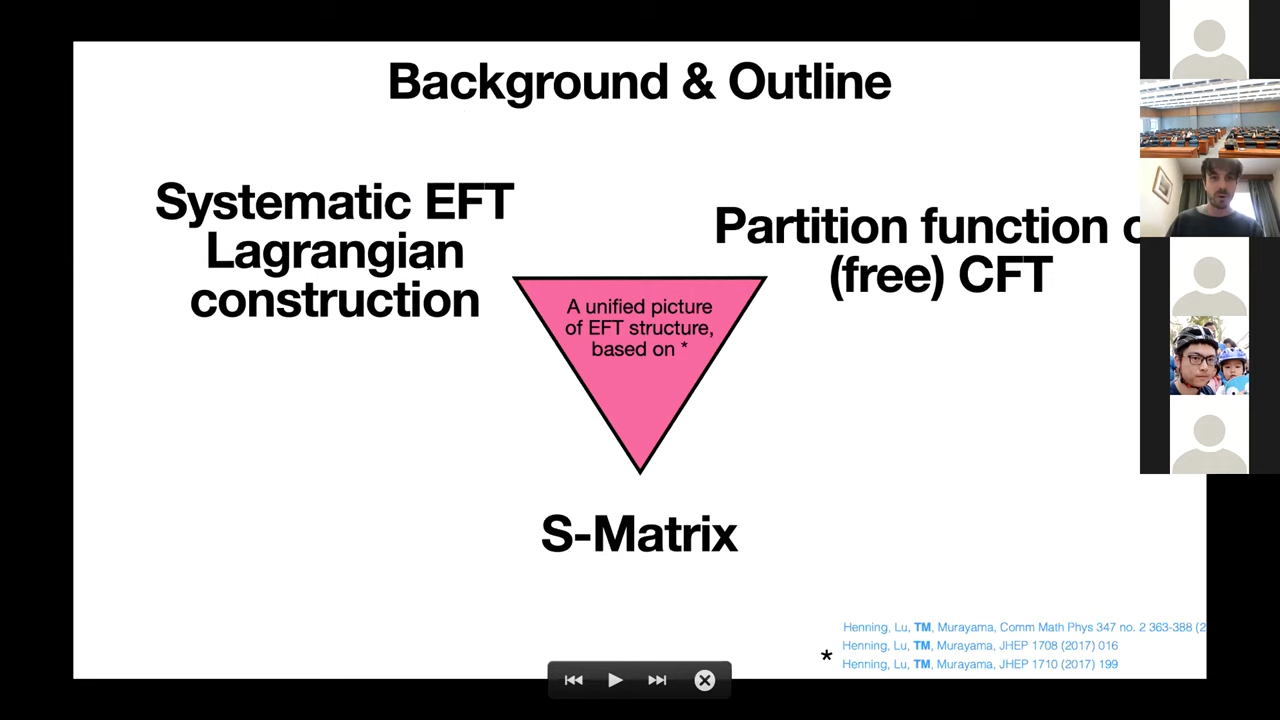 Background & Outline
Systematic EFT
Lagrangian
construction
Partition function
(free) CFT
A unified picture
of EFT structure,
based on *
S-Matrix
Henning, Lu, TM, Murayama, Comm Math Phys 347 no. 2 363-388 (2
* Henning, Lu, TM, Murayama, JHEP 1708 (2017) 016
Henning, Lu, TM, Murayama, JHEP 1710 (2017) 199